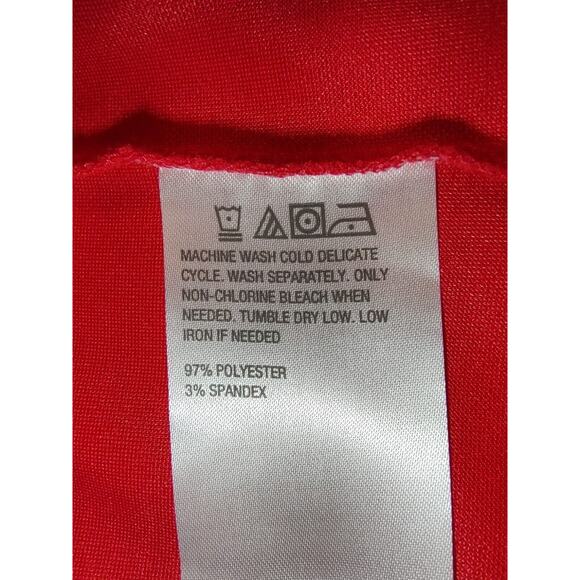 MACHINE WASH COLD DELICATE
CYCLE. WASH SEPARATELY. ONLY
NON-CHLORINE BLEACH WHEN
NEEDED. TUMBLE DRY LOW. LOW
IRON IF NEEDED
97% POLYESTER
3% SPANDEX